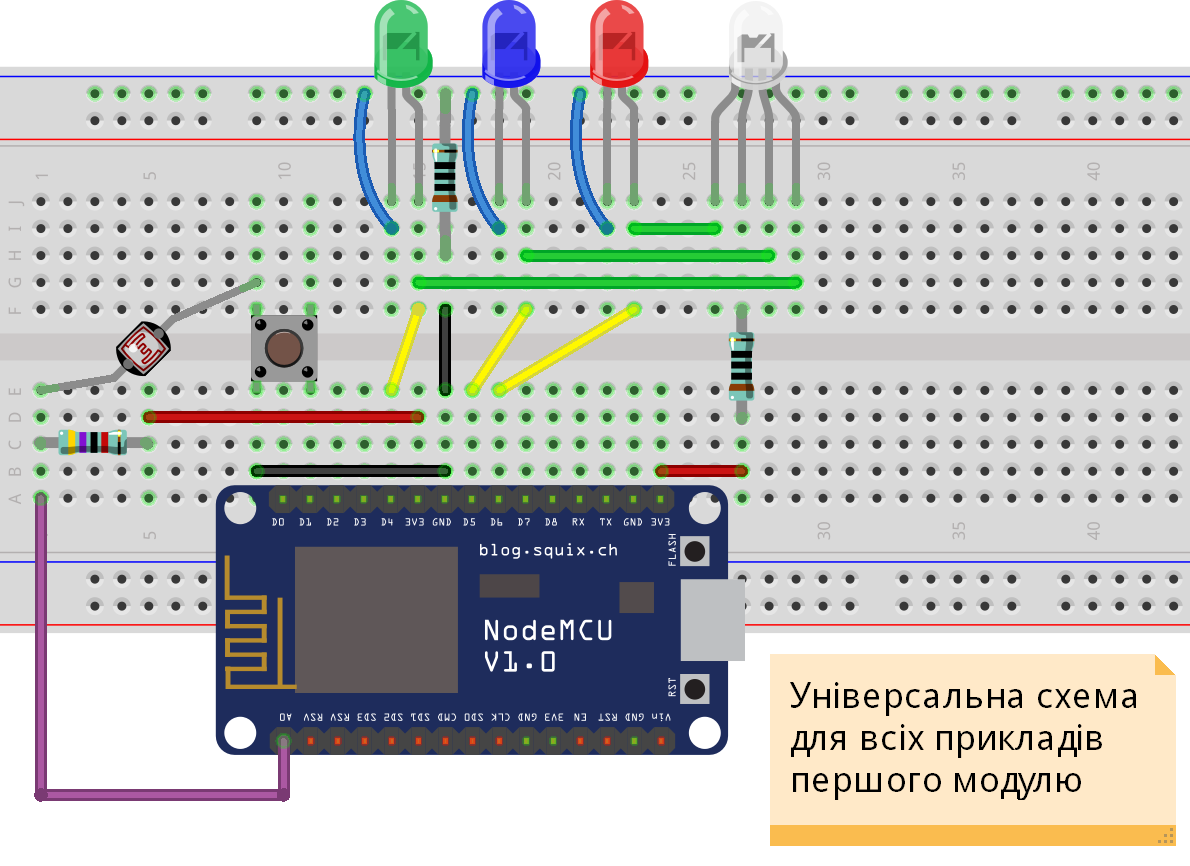 1 5 10 15 20 25 30 35 40
J
I
H
G
F
E
D
C
B
A
D0 D1 D2 D3 D4 3V3 GND D5 D6 D7 D8 RX TX GND 3V3
5 30 35 40
blog.squix.ch
FLASH
NodeMCU
V1.0
RST
A0 RSV RSV SD3 SD2 SD1 CMD SD0 CLK GND 3V3 EN RST GND Vin
Універсальна схема
для всіх прикладів
першого модулю